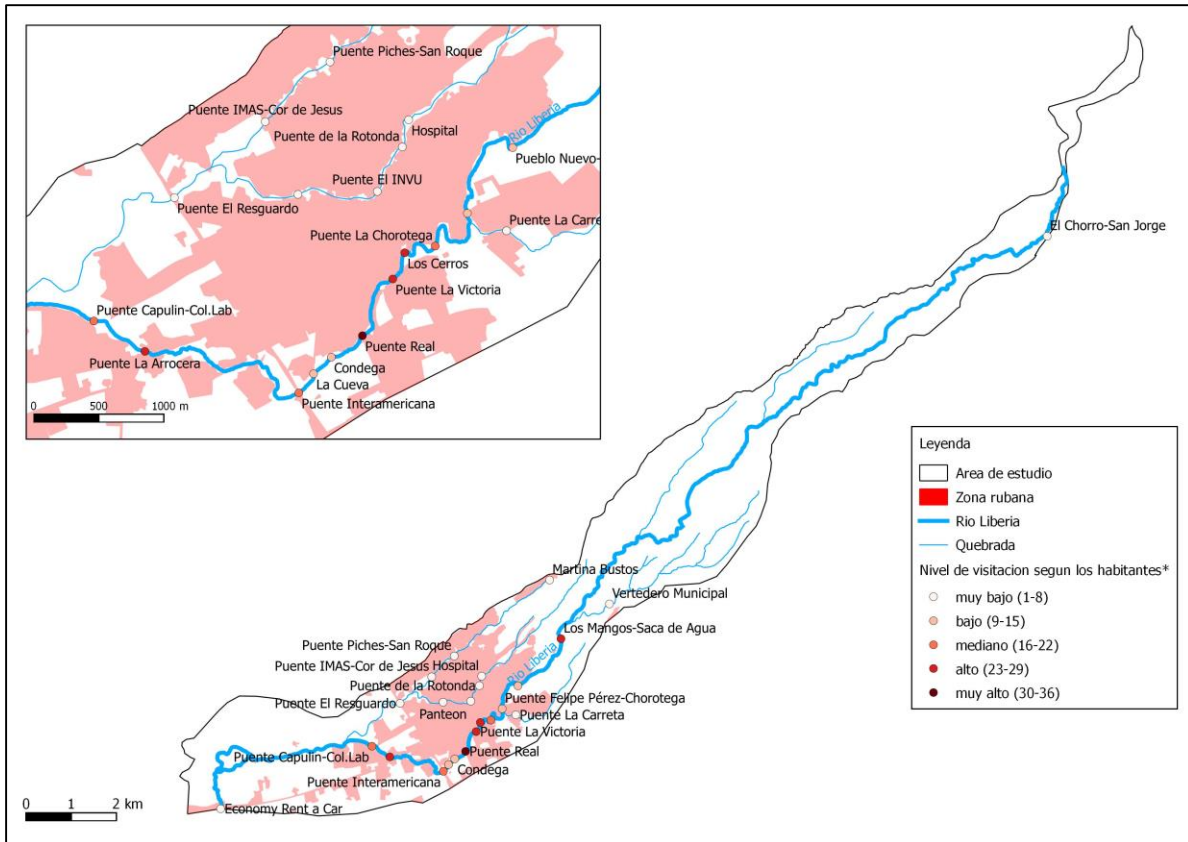 Puente Piches-San Roque
Puente IMAS-Cor de Jesus
Puente de la Rotonda
Hospital
Rio Liberia
Pueblo Nuevo-
Puente El INVU
Puente El Resguardo
Puente La Carre
Puente La Chorotega
Los Cerros
Puente La Victoria
Puente Capulin-Col.Lab
Puente La Arrocera
Puente Real
Condega
La Cueva
Puente Interamericana
0 500 1000 m
El Chorro-San Jorge
Leyenda
Area de estudio
Zona rubana
Rio Liberia
Quebrada
Nivel de visitacion segun los habitantes*
muy bajo (1-8)
bajo (9-15)
mediano (16-22)
alto (23-29)
muy alto (30-36)
Martina Bustos
Vertedero Municipal
Los Mangos-Saca de Agua
Puente Piches-San Roque
Puente IMAS-Cor de Jesus
Hospital
Rio Liberia
Puente de la Rotonda
Puente El Resguardo
Puente Felipe Pérez-Chorotega
Panteon
Puente La Carreta
Puente La Victoria
Puente Real
Puente Capulin-Col.Lab
Condega
Puente Interamericana
Economy Rent a Car
0 1 2 km